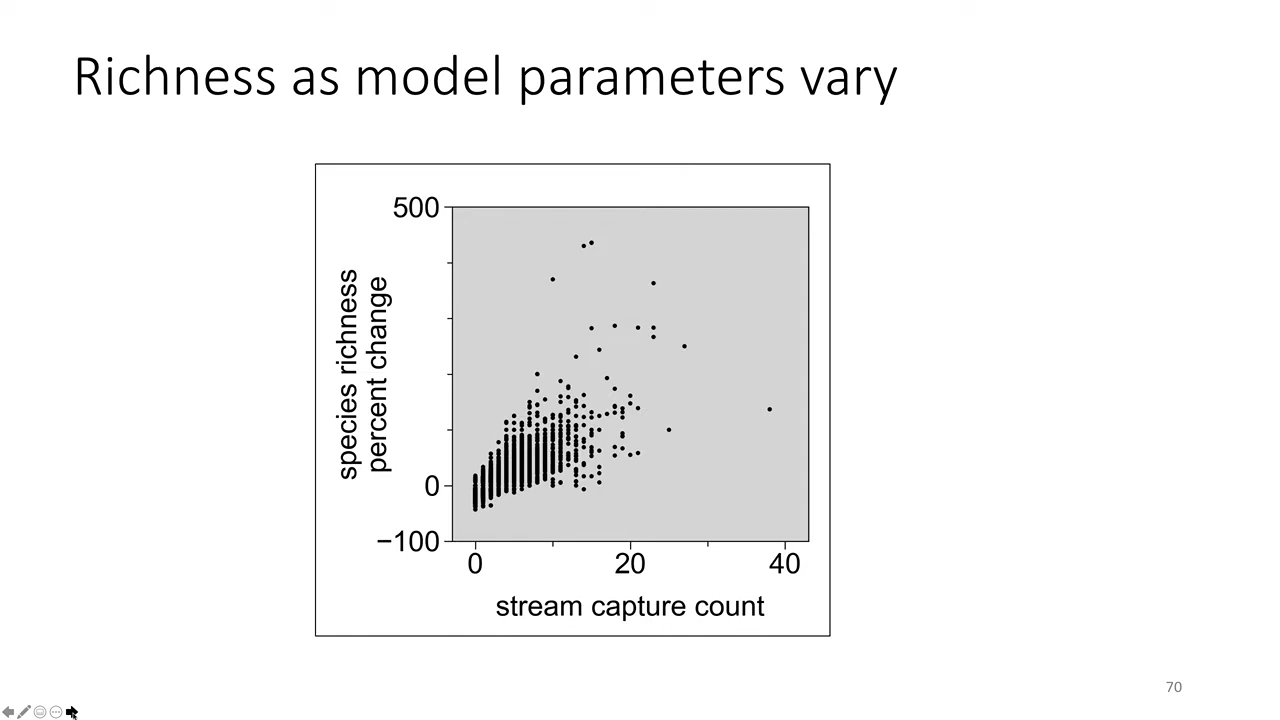 Richness as model parameters vary
500
0
−100
species richness
percent change
0
20
40
stream capture count
70